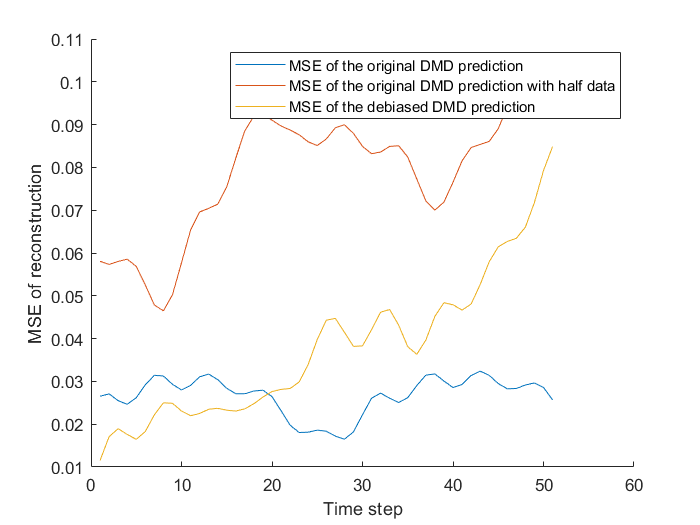 0.11
0.1
0.09
0.08
0.07
0.06
0.05
0.04
0.03
0.02
0.01
MSE of reconstruction
MSE of the original DMD prediction
MSE of the original DMD prediction with half data
MSE of the debiased DMD prediction
0 10 20 30 40 50 60
Time step